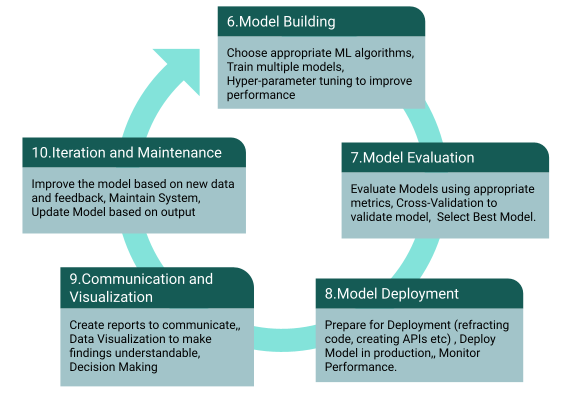 6.Model Building
Choose appropriate ML algorithms,
Train multiple models,
Hyper-parameter tuning to improve
performance
7.Model Evaluation
Evaluate Models using appropriate
metrics, Cross-Validation to
validate model,  Select Best Model.
8.Model Deployment
Prepare for Deployment (refracting
code, creating APIs etc) , Deploy
Model in production,, Monitor
Performance.
9.Communication and
Visualization
Create reports to communicate,,
Data Visualization to make
findings understandable,
Decision Making
10.Iteration and Maintenance
Improve the model based on new data
and feedback, Maintain System,
Update Model based on output